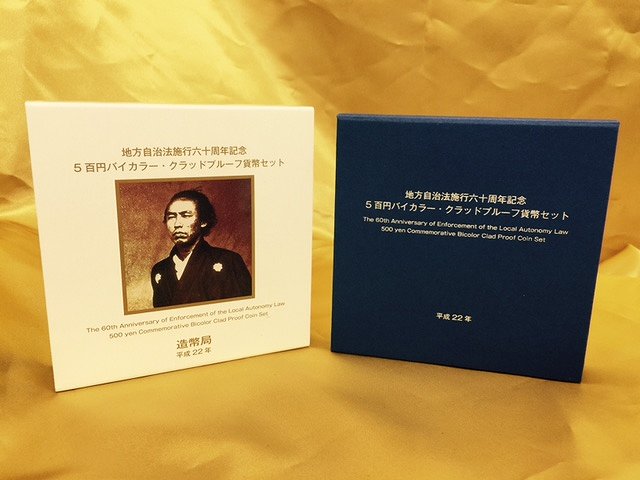 地方自治法施行六十周年記念
5百円バイカラー・クラッドプルーフ貨幣セット
The 60th Anniversary of Enforcement of the Local Autonomy Law
500 yen Commemorative Bicolor Clad Proof Coin Set
造幣局
平成22年
地方自治法施行六十周年記念
5百円バイカラー・クラッドプルーフ貨幣セット
The 60th Anniversary of Enforcement of the Local Autonomy Law
500 yen Commemorative Bicolor Clad Proof Coin Set
平成22年